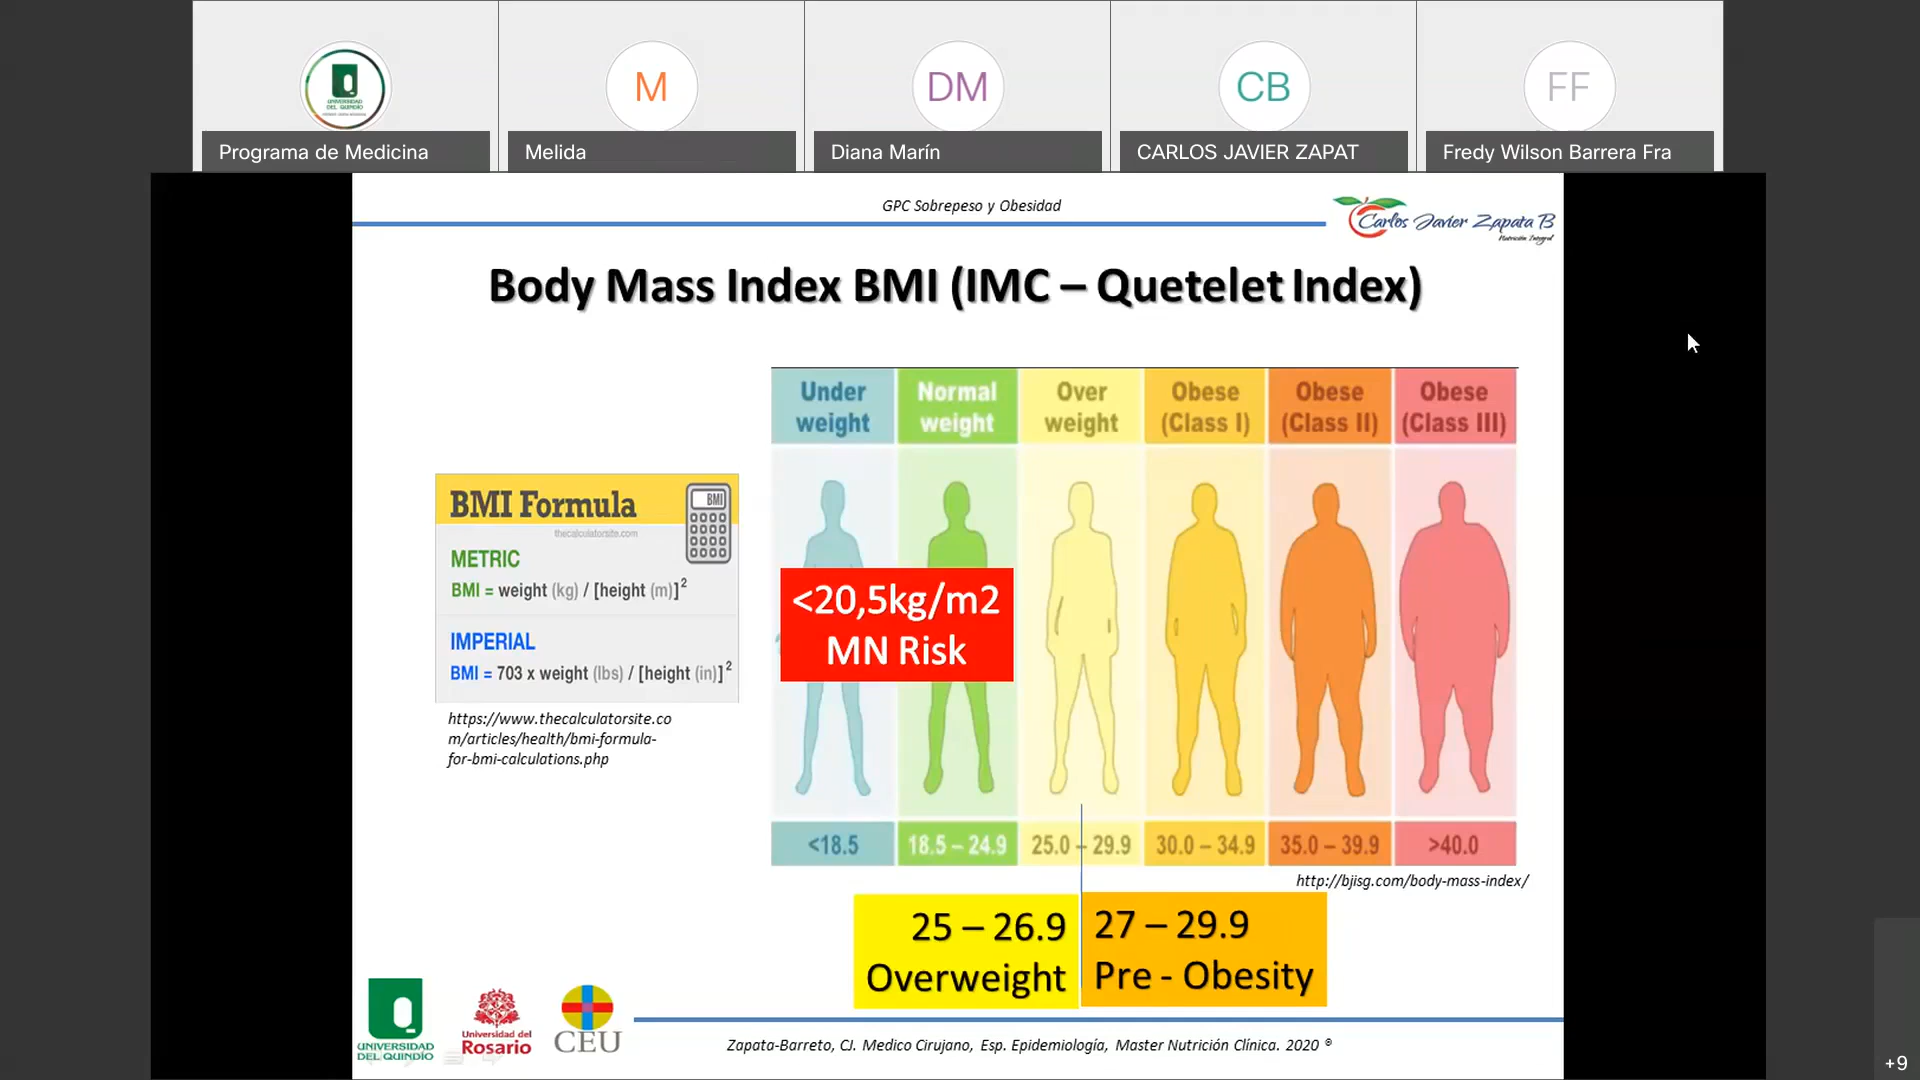 UNIVERSIDAD
DEL QUINDÍO
M
DM
CB
FF
Programa de Medicina
Melida
Diana Marín
CARLOS JAVIER ZAPAT
Fredy Wilson Barrera Fra
GPC Sobrepeso y Obesidad
Carlos Javier Zapata B
Nutrición Integral
Body Mass Index BMI (IMC – Quetelet Index)
Under
weight
Normal
weight
Over
weight
Obese
(Class I)
Obese
(Class II)
Obese
(Class III)
BMI Formula
BMI
thecalculatorsite.com
METRIC
BMI = weight (kg) / [height (m)]²
IMPERIAL
BMI = 703 x weight (lbs) / [height (in)]²
<20,5kg/m2
MN Risk
https://www.thecalculatorsite.co
m/articles/health/bmi-formula-
for-bmi-calculations.php
<18.5
18.5 – 24.9
25.0 – 29.9
30.0 – 34.9
35.0 – 39.9
>40.0
http://bjisg.com/body-mass-index/
25 – 26.9
Overweight
27 – 29.9
Pre - Obesity
UNIVERSIDAD
DEL QUINDÍO
Universidad del
Rosario
CEU
Zapata-Barreto, CJ. Medico Cirujano, Esp. Epidemiología, Master Nutrición Clínica. 2020 ®
+9